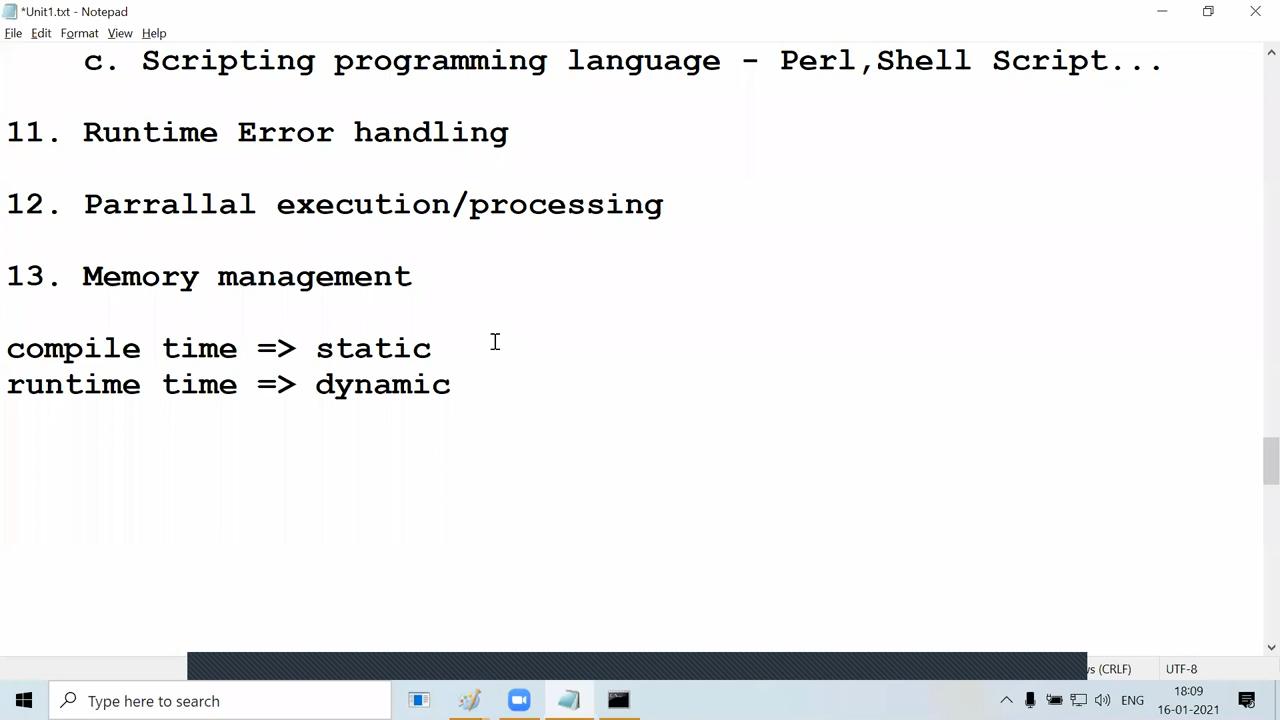 *Unit1.txt - Notepad
File Edit Format View Help
c. Scripting programming language - Perl,Shell Script...
11. Runtime Error handling
12. Parrallal execution/processing
13. Memory management
compile time => static
runtime time => dynamic
(CRLF) UTF-8
Type here to search
ENG
18:09
16-01-2021